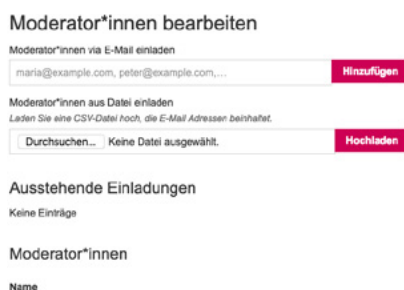 Moderator*innen bearbeiten
Moderator*innen via E-Mail einladen
maria@example.com, peter@example.com,...
Hinzufügen
Moderator*innen aus Datei einladen
Laden Sie eine CSV-Datei hoch, die E-Mail Adressen beinhaltet.
Durchsuchen... Keine Datei ausgewählt.
Hochladen
Ausstehende Einladungen
Keine Einträge
Moderator*innen
Name